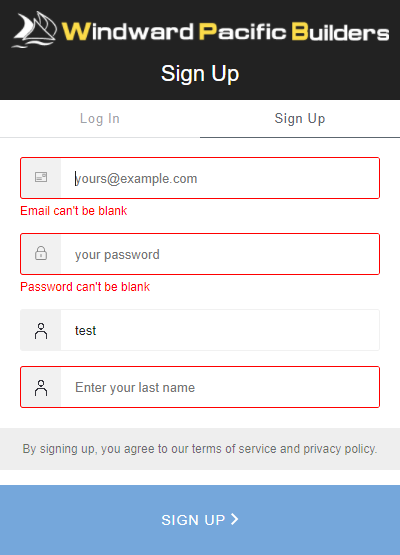 Windward Pacific Builders
Sign Up
Log In
Sign Up
yours@example.com
Email can't be blank
your password
Password can't be blank
test
Enter your last name
By signing up, you agree to our terms of service and privacy policy.
SIGN UP